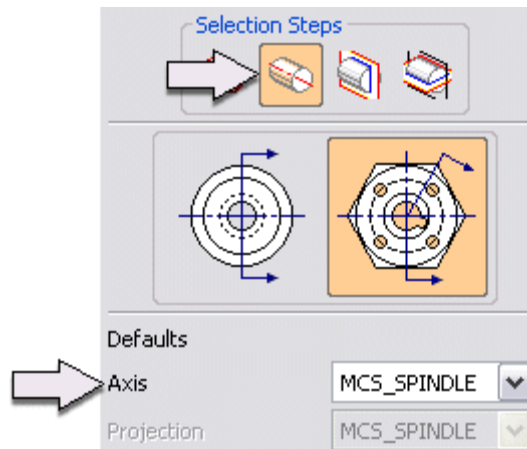 Selection Steps
Defaults
Axis MCS_SPINDLE
Projection MCS_SPINDLE